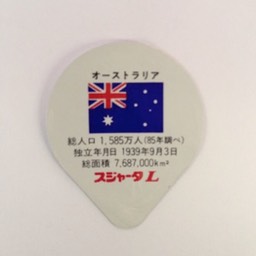 オーストラリア
総人口 1,585万人(85年調べ)
独立年月日 1939年9月3日
総面積 7,687,000km²
スジャータL